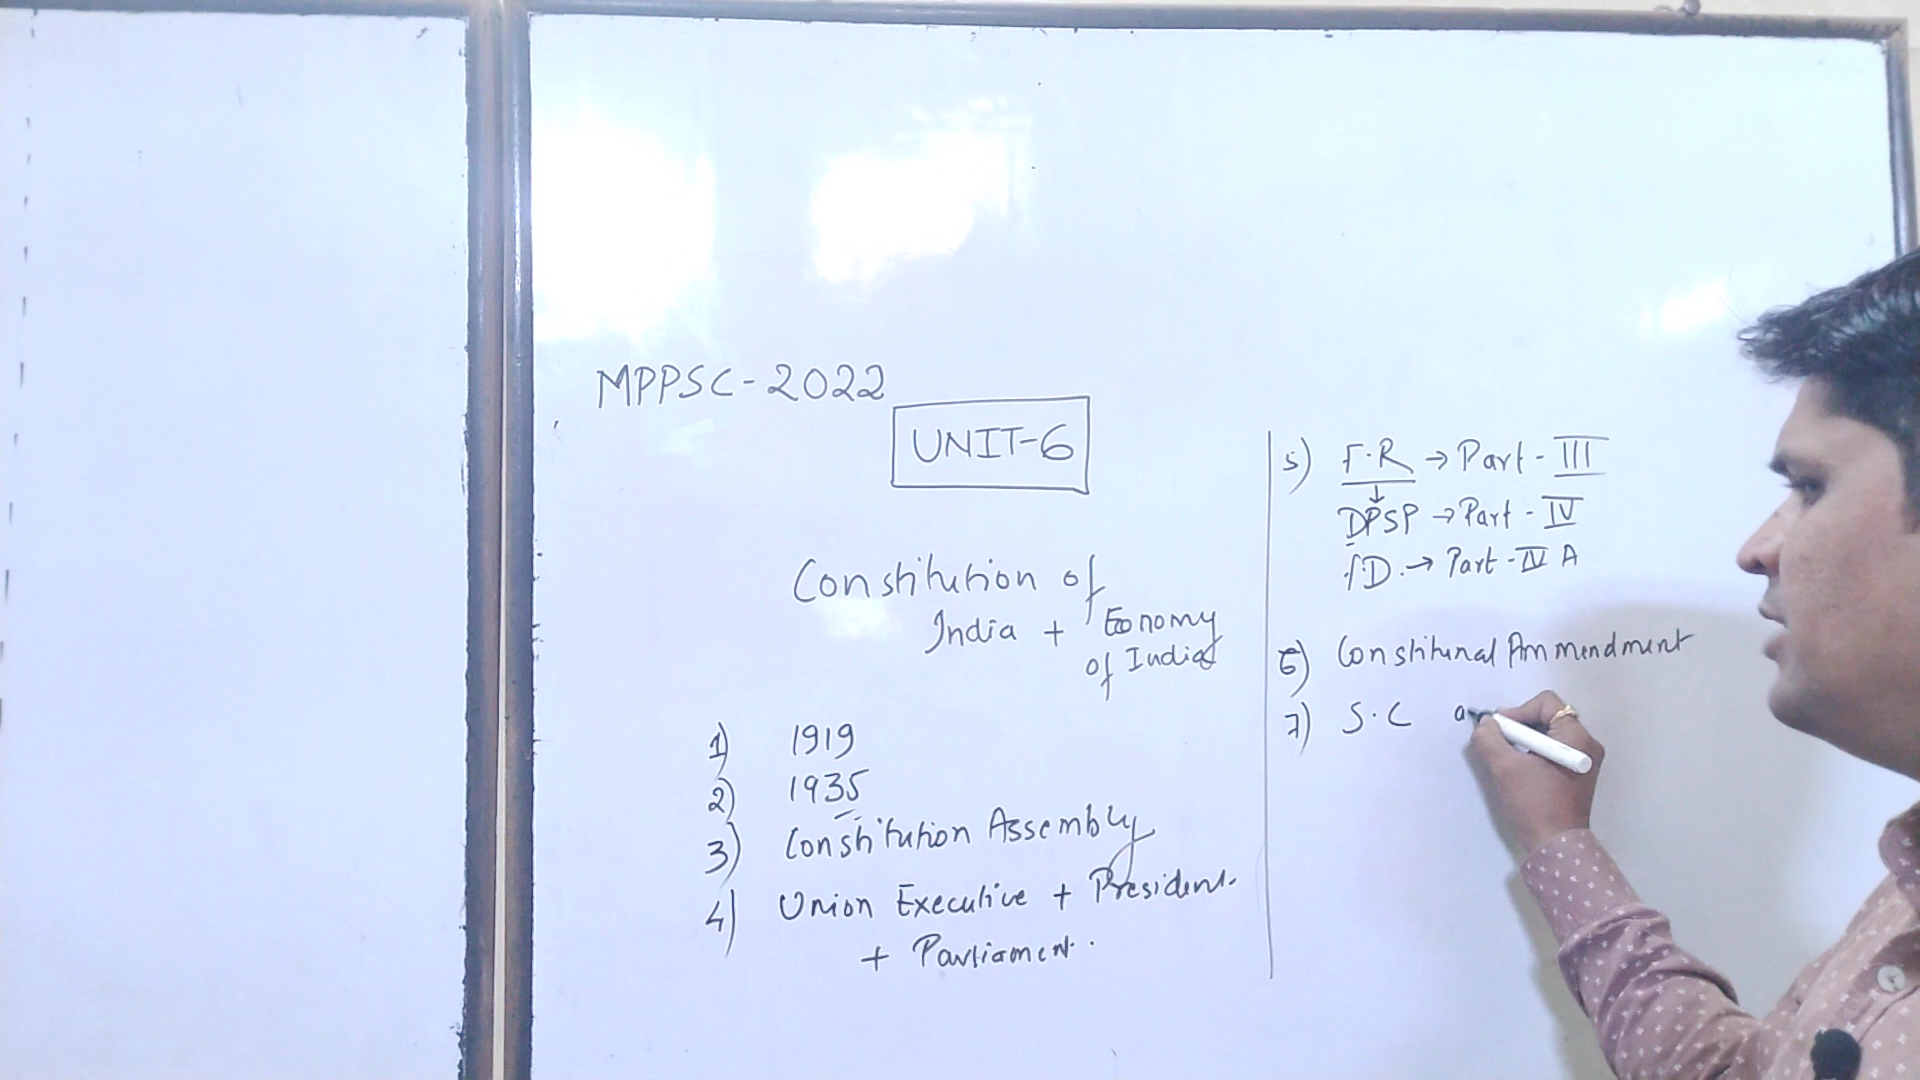 MPPSC-2022
UNIT-6
Constitution of
India + Economy
of India
1) 1919
2) 1935
3) Constitution Assembly
4) Union Executive + President.
+ Parliament.
5) F.R → Part - III
↓
DPSP → Part - IV
f.D. → Part - IV A
6) Constitunal Ammendment
7) S.C a